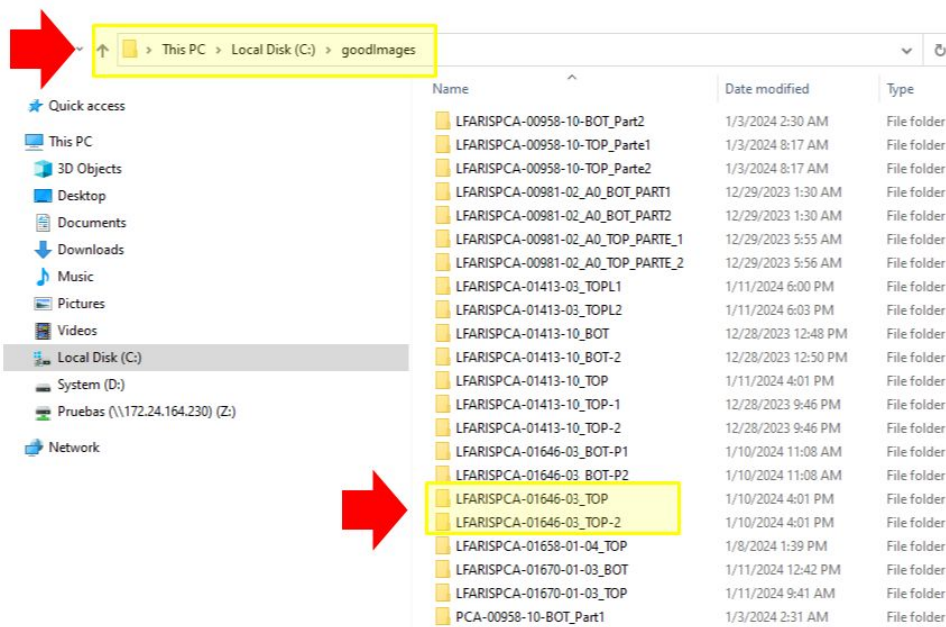 This PC > Local Disk (C:) > goodImages
Name Date modified Type
Quick access
This PC
3D Objects
Desktop
Documents
Downloads
Music
Pictures
Videos
Local Disk (C:)
System (D:)
Pruebas (\\172.24.164.230) (Z:)
Network
LFARISPCA-00958-10-BOT_Part2 1/3/2024 2:30 AM File folder
LFARISPCA-00958-10-TOP_Parte1 1/3/2024 8:17 AM File folder
LFARISPCA-00958-10-TOP_Parte2 1/3/2024 8:17 AM File folder
LFARISPCA-00981-02_A0_BOT_PART1 12/29/2023 1:30 AM File folder
LFARISPCA-00981-02_A0_BOT_PART2 12/29/2023 1:30 AM File folder
LFARISPCA-00981-02_A0_TOP_PARTE_1 12/29/2023 5:55 AM File folder
LFARISPCA-00981-02_A0_TOP_PARTE_2 12/29/2023 5:56 AM File folder
LFARISPCA-01413-03_TOPL1 1/11/2024 6:00 PM File folder
LFARISPCA-01413-03_TOPL2 1/11/2024 6:03 PM File folder
LFARISPCA-01413-10_BOT 12/28/2023 12:48 PM File folder
LFARISPCA-01413-10_BOT-2 12/28/2023 12:50 PM File folder
LFARISPCA-01413-10_TOP 1/11/2024 4:01 PM File folder
LFARISPCA-01413-10_TOP-1 12/28/2023 9:46 PM File folder
LFARISPCA-01413-10_TOP-2 12/28/2023 9:46 PM File folder
LFARISPCA-01646-03_BOT-P1 1/10/2024 11:08 AM File folder
LFARISPCA-01646-03_BOT-P2 1/10/2024 11:08 AM File folder
LFARISPCA-01646-03_TOP 1/10/2024 4:01 PM File folder
LFARISPCA-01646-03_TOP-2 1/10/2024 4:01 PM File folder
LFARISPCA-01658-01-04_TOP 1/8/2024 1:39 PM File folder
LFARISPCA-01670-01-03_BOT 1/11/2024 12:42 PM File folder
LFARISPCA-01670-01-03_TOP 1/11/2024 9:41 AM File folder
PCA-00958-10-BOT_Part1 1/3/2024 2:31 AM File folder